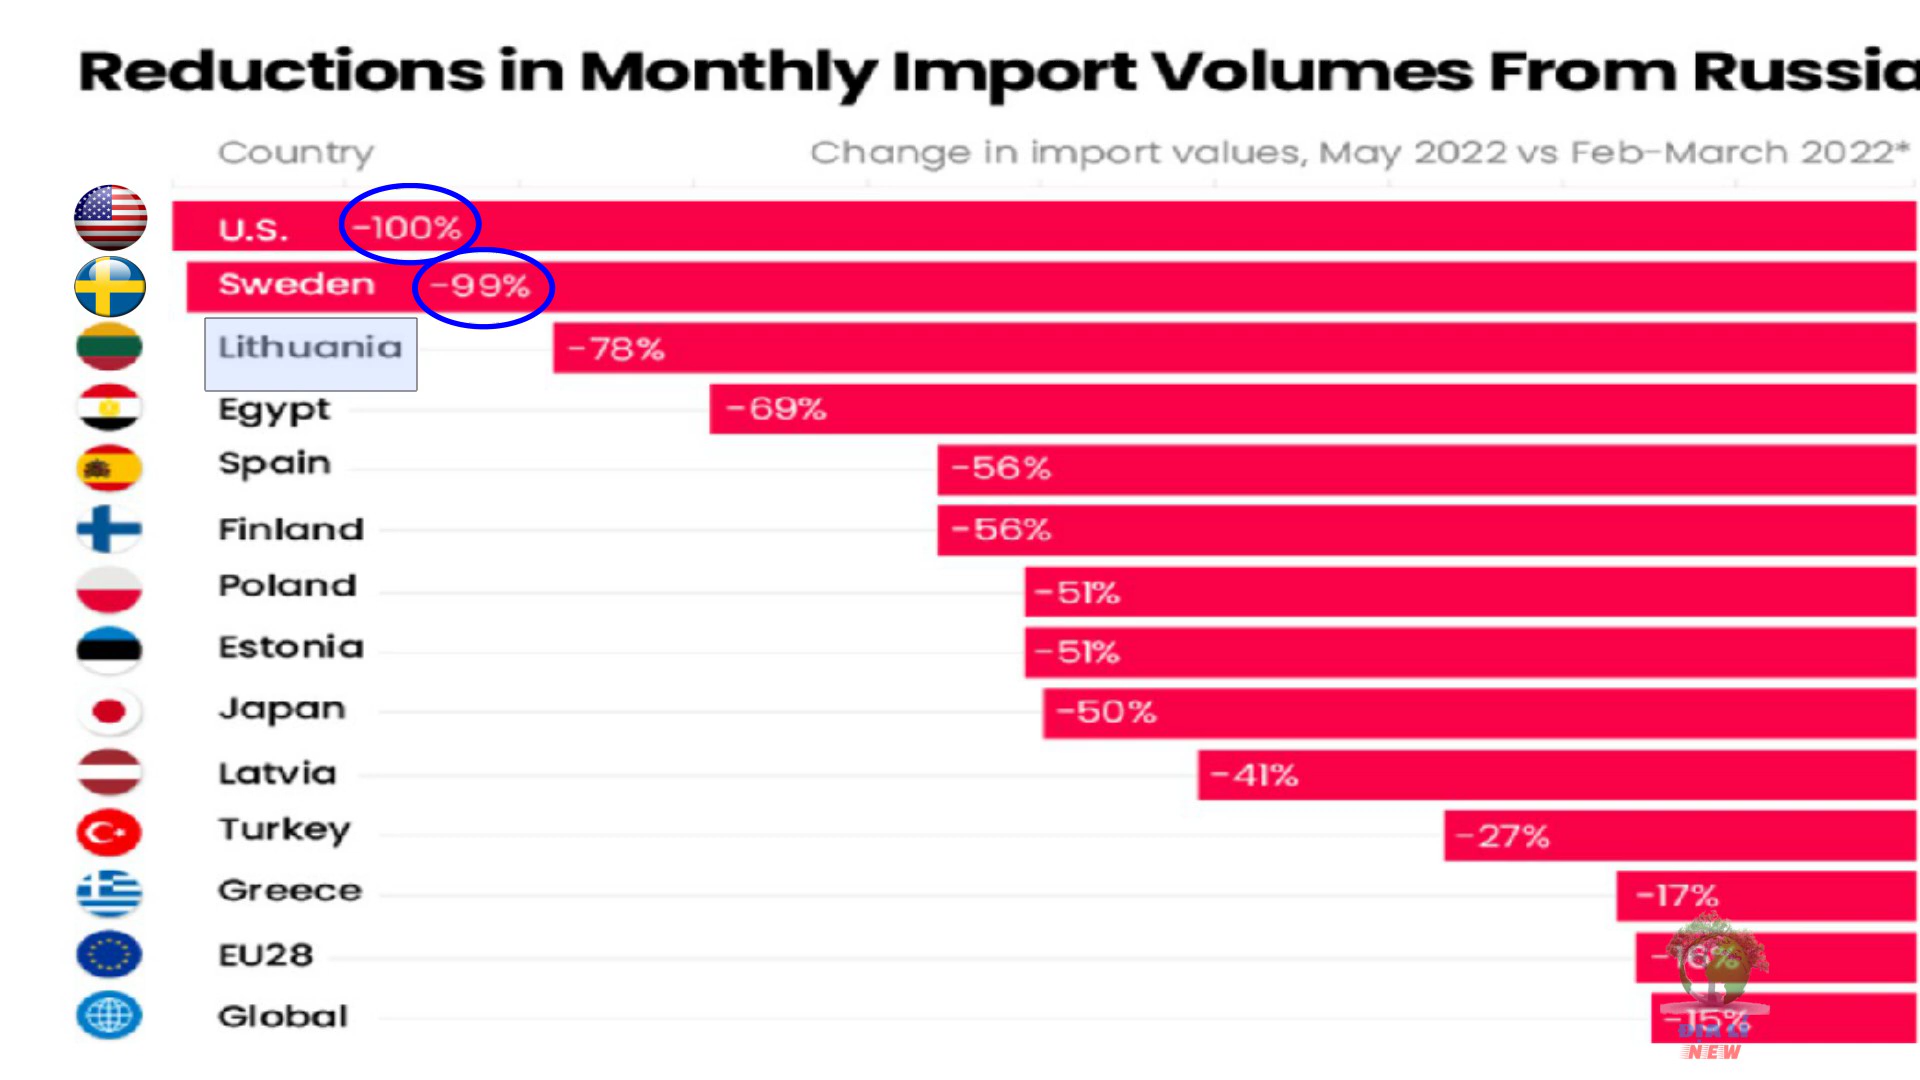 Reductions in Monthly Import Volumes From Russia
Country Change in import values, May 2022 vs Feb-March 2022*
U.S. -100%
Sweden -99%
Lithuania -78%
Egypt -69%
Spain -56%
Finland -56%
Poland -51%
Estonia -51%
Japan -50%
Latvia -41%
Turkey -27%
Greece -17%
EU28 -16%
Global -15%
NEW